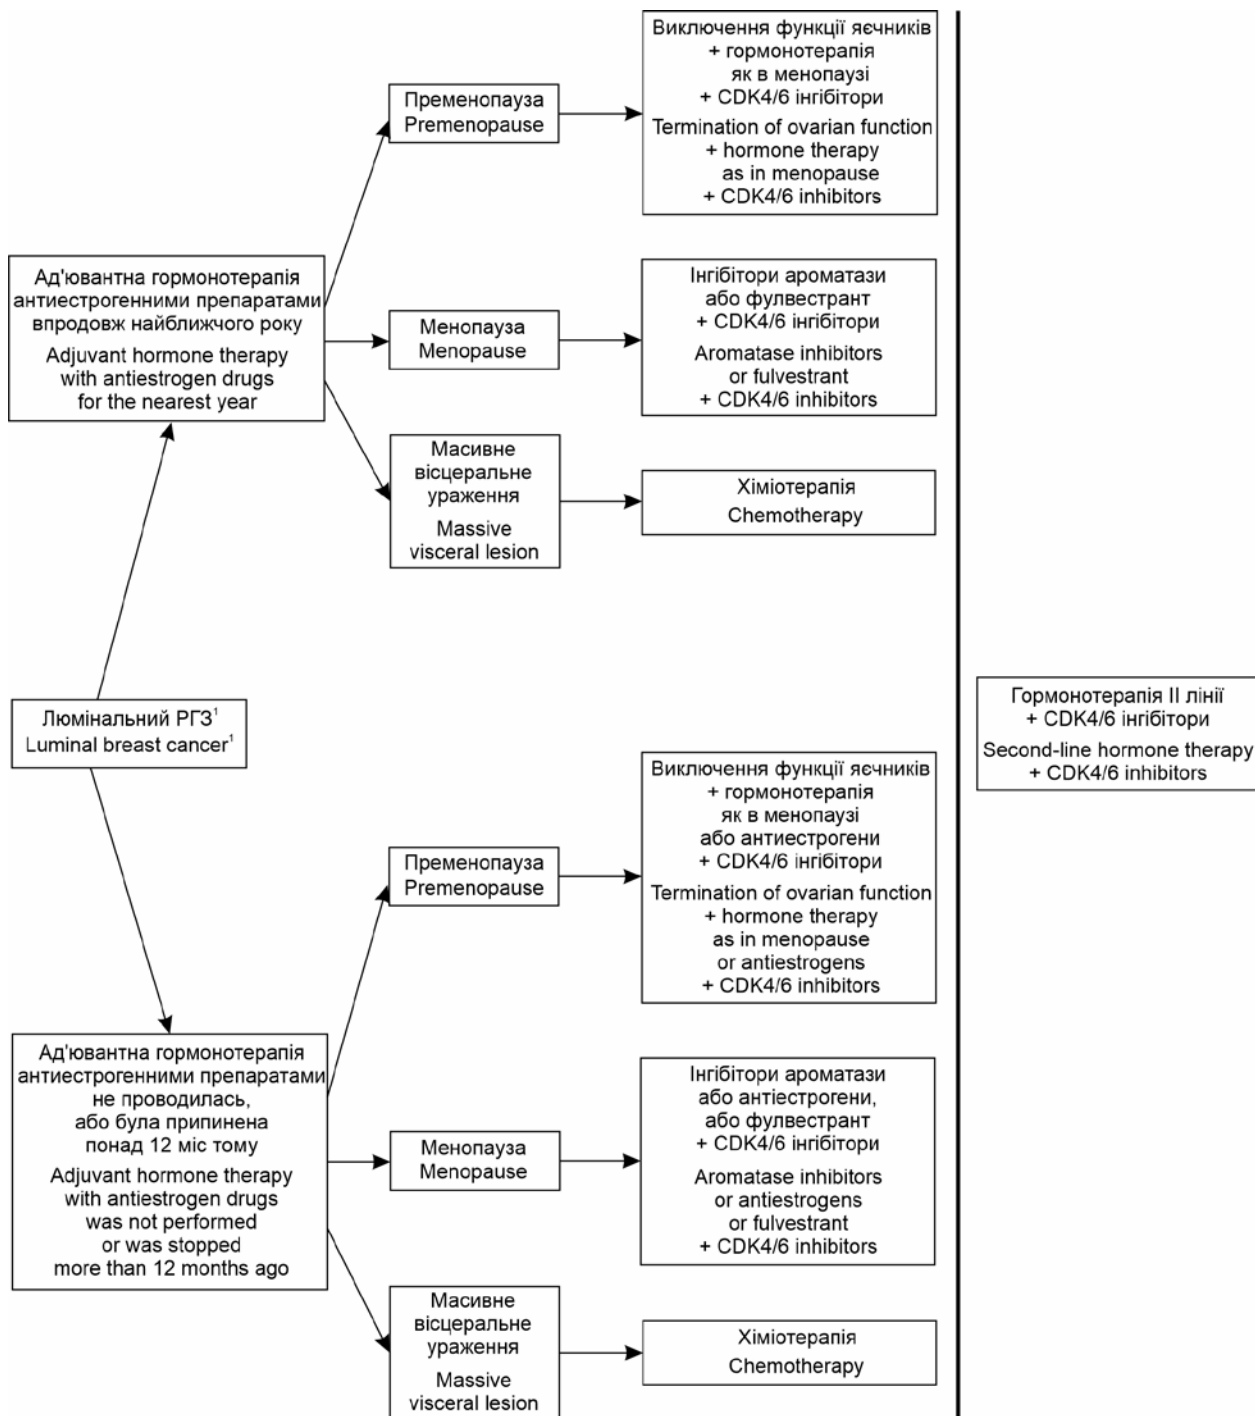 Виключення функції яєчників
+ гормонотерапія
як в менопаузі
+ CDK4/6 інгібітори
Termination of ovarian function
+ hormone therapy
as in menopause
+ CDK4/6 inhibitors
Пременопауза
Premenopause
Ад'ювантна гормонотерапія
антиестрогенними препаратами
впродовж найближчого року
Adjuvant hormone therapy
with antiestrogen drugs
for the nearest year
Менопауза
Menopause
Інгібітори ароматази
або фулвестрант
+ CDK4/6 інгібітори
Aromatase inhibitors
or fulvestrant
+ CDK4/6 inhibitors
Масивне
вісцеральне
ураження
Massive
visceral lesion
Хіміотерапія
Chemotherapy
Люмінальний РГЗ¹
Luminal breast cancer¹
Гормонотерапія II лінії
+ CDK4/6 інгібітори
Second-line hormone therapy
+ CDK4/6 inhibitors
Пременопауза
Premenopause
Виключення функції яєчників
+ гормонотерапія
як в менопаузі
або антиестрогени
+ CDK4/6 інгібітори
Termination of ovarian function
+ hormone therapy
as in menopause
or antiestrogens
+ CDK4/6 inhibitors
Ад'ювантна гормонотерапія
антиестрогенними препаратами
не проводилась,
або була припинена
понад 12 міс тому
Adjuvant hormone therapy
with antiestrogen drugs
was not performed
or was stopped
more than 12 months ago
Менопауза
Menopause
Інгібітори ароматази
або антіестрогени,
або фулвестрант
+ CDK4/6 інгібітори
Aromatase inhibitors
or antiestrogens
or fulvestrant
+ CDK4/6 inhibitors
Масивне
вісцеральне
ураження
Massive
visceral lesion
Хіміотерапія
Chemotherapy